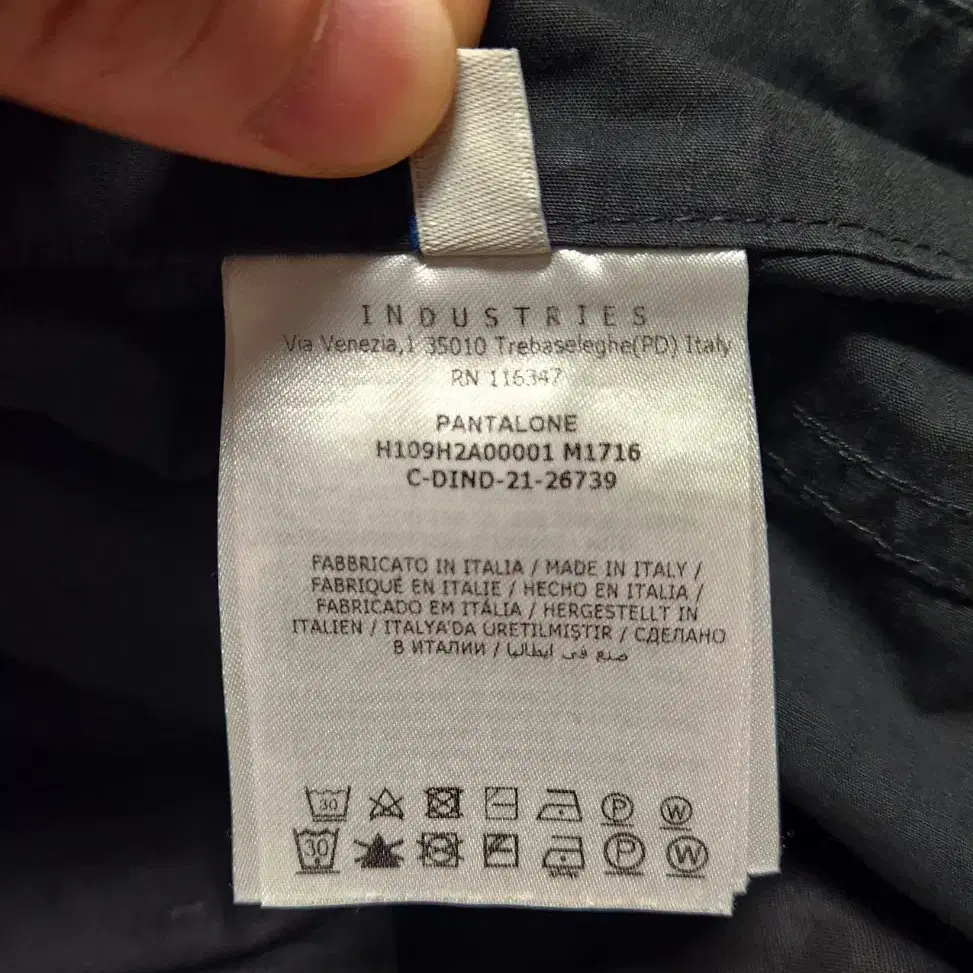 INDUSTRIES
Via Venezia,1 35010 Trebaseleghe(PD) Italy
RN 116347
PANTALONE
H109H2A00001 M1716
C-DIND-21-26739
FABBRICATO IN ITALIA / MADE IN ITALY /
FABRIQUÉ EN ITALIE / HECHO EN ITALIA /
FABRICADO EM ITÁLIA / HERGESTELLT IN
ITALIEN / ITALYA'DA ÜRETILMIŞTIR / СДЕЛАНО
В ИТАЛИИ / صنع في ايطاليا
30 P W
30 P W